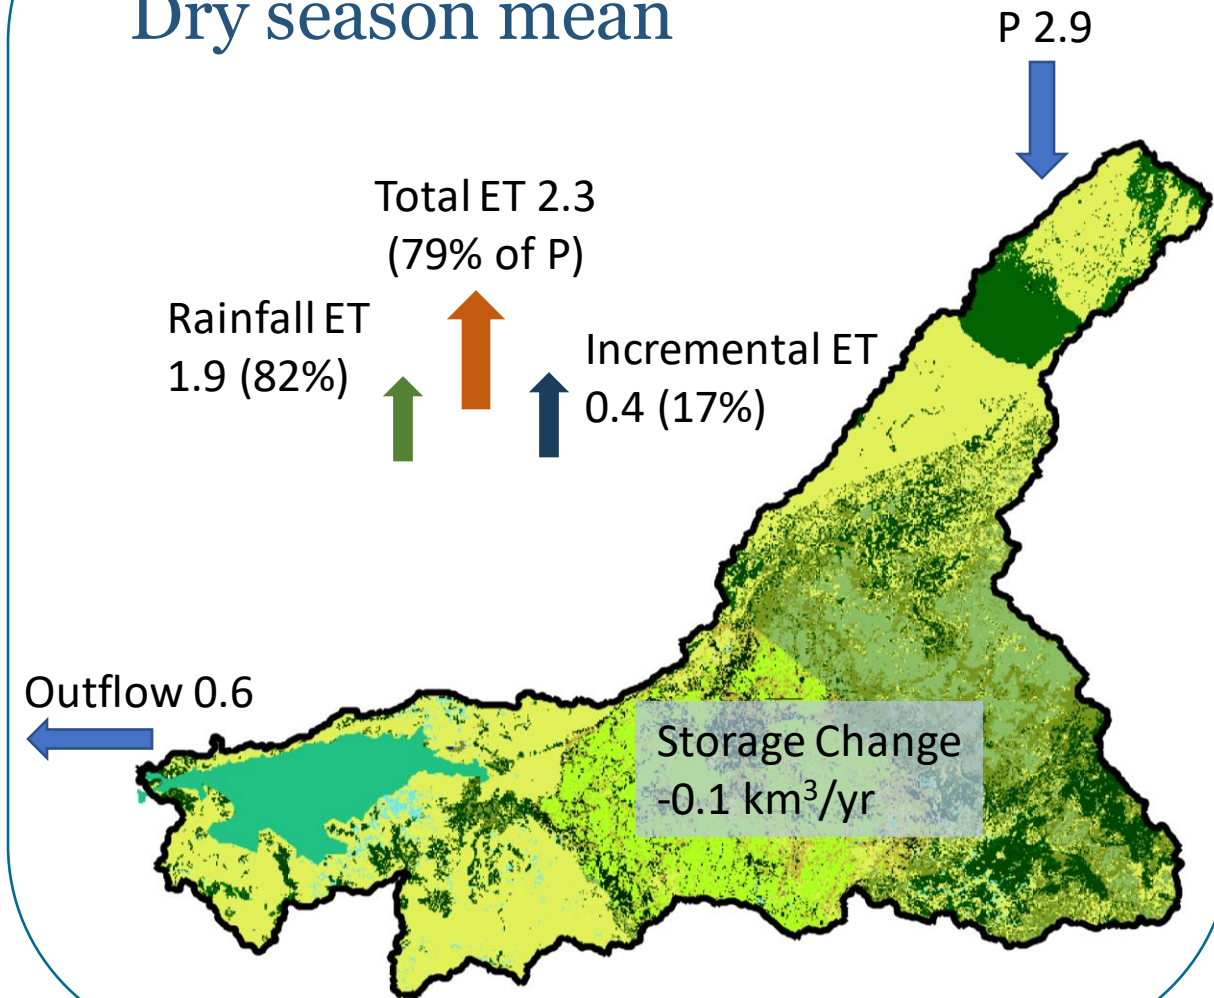 Dry season mean
P 2.9
Total ET 2.3
(79% of P)
Rainfall ET
1.9 (82%)
Incremental ET
0.4 (17%)
Outflow 0.6
Storage Change
-0.1 km³/yr